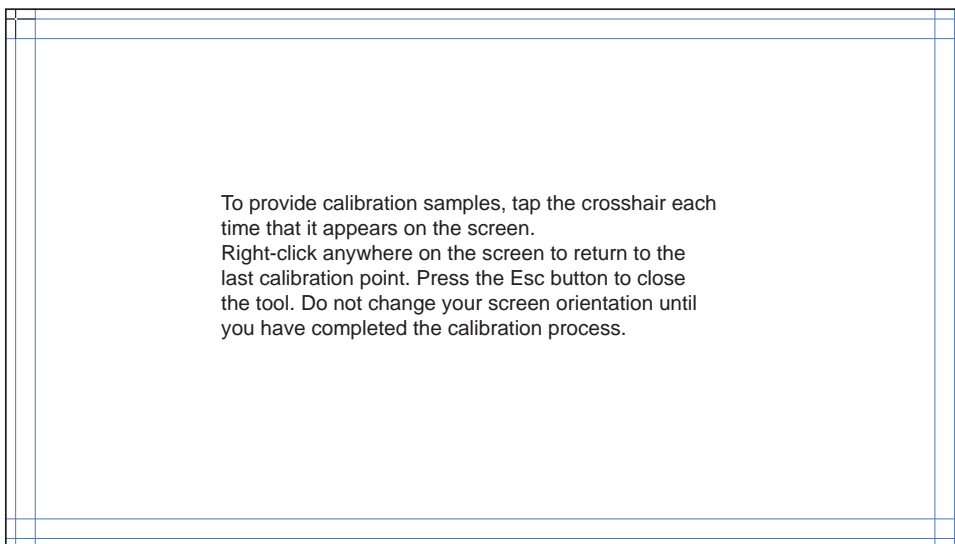 To provide calibration samples, tap the crosshair each
time that it appears on the screen.
Right-click anywhere on the screen to return to the
last calibration point. Press the Esc button to close
the tool. Do not change your screen orientation until
you have completed the calibration process.